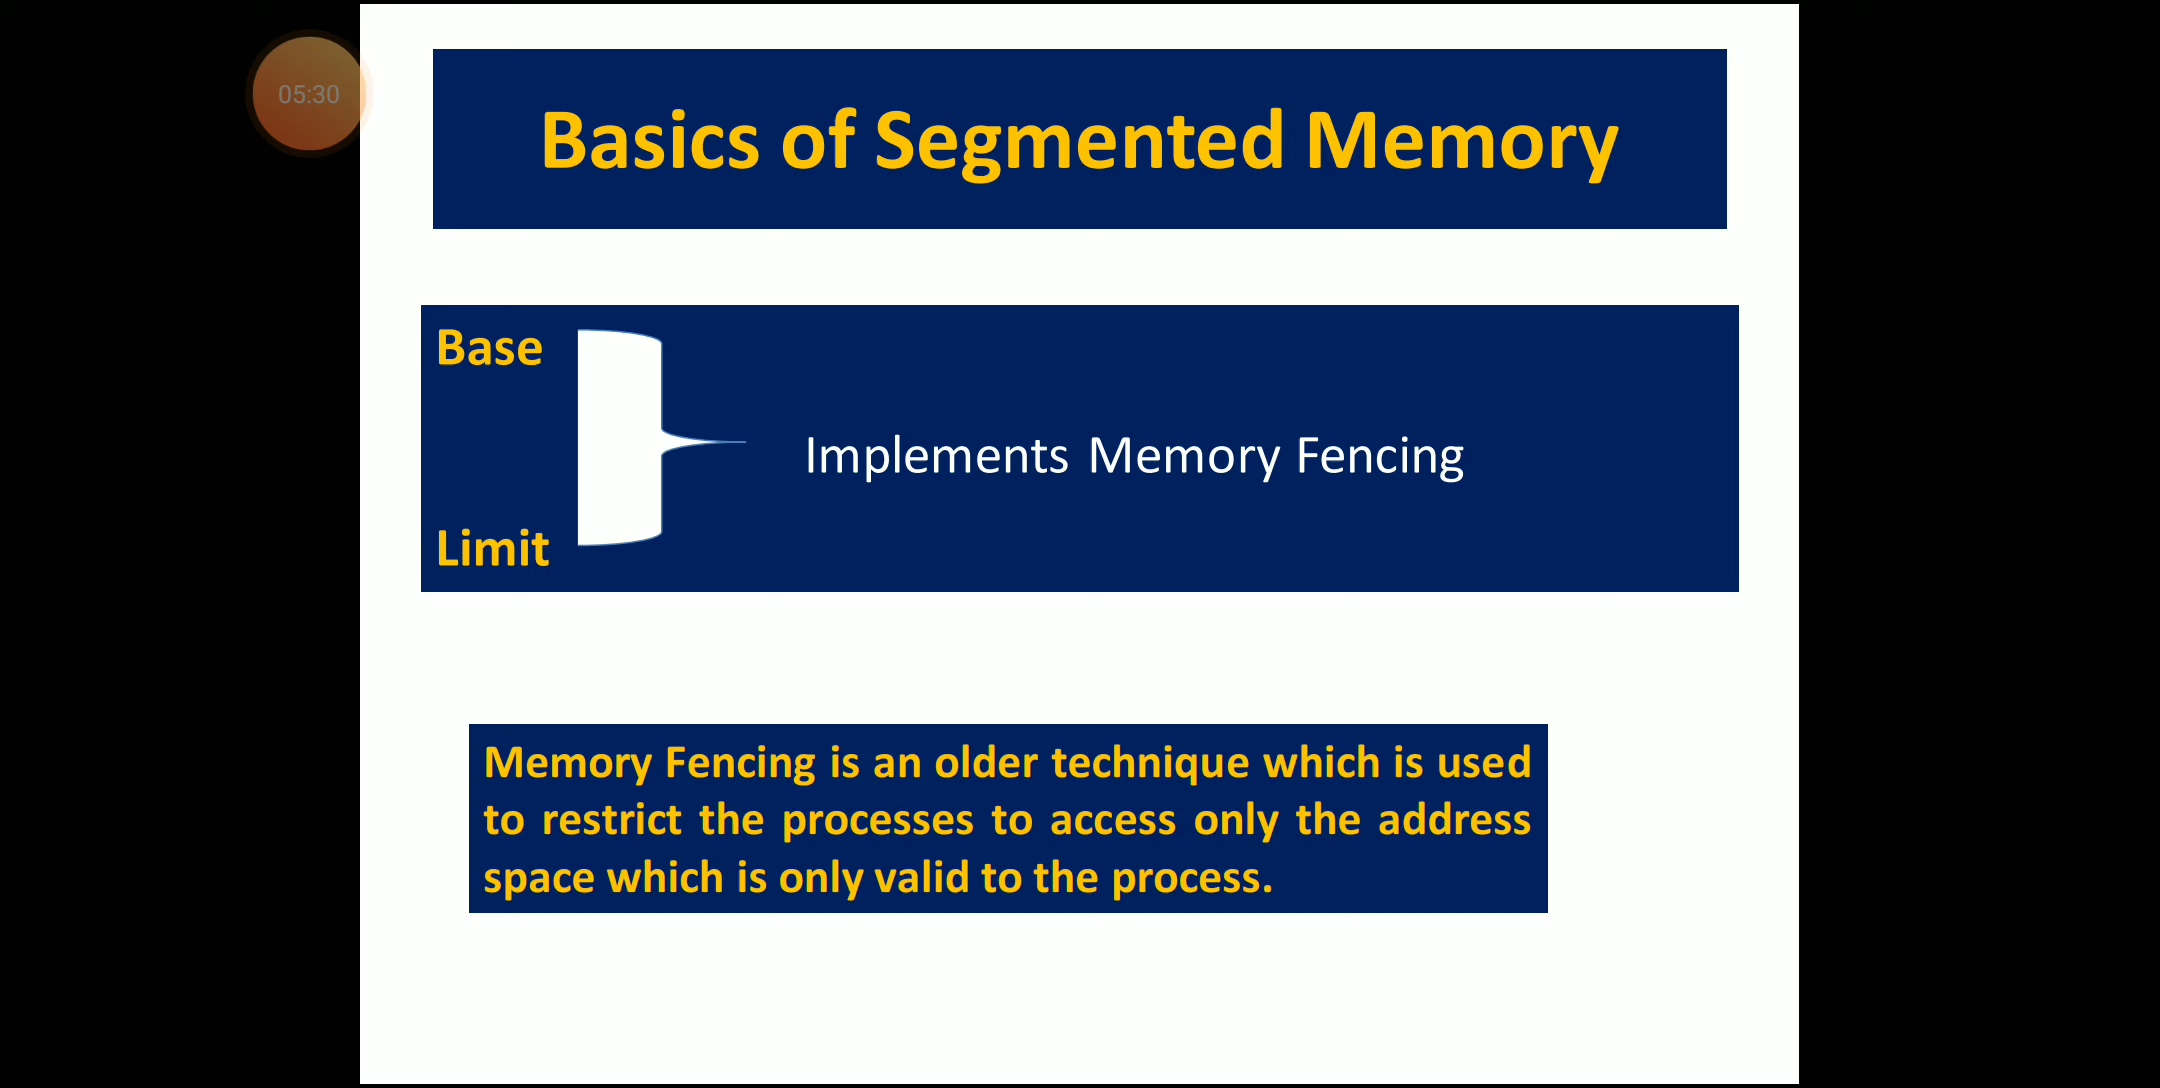 05:30
Basics of Segmented Memory
Base
Implements Memory Fencing
Limit
Memory Fencing is an older technique which is used
to restrict the processes to access only the address
space which is only valid to the process.